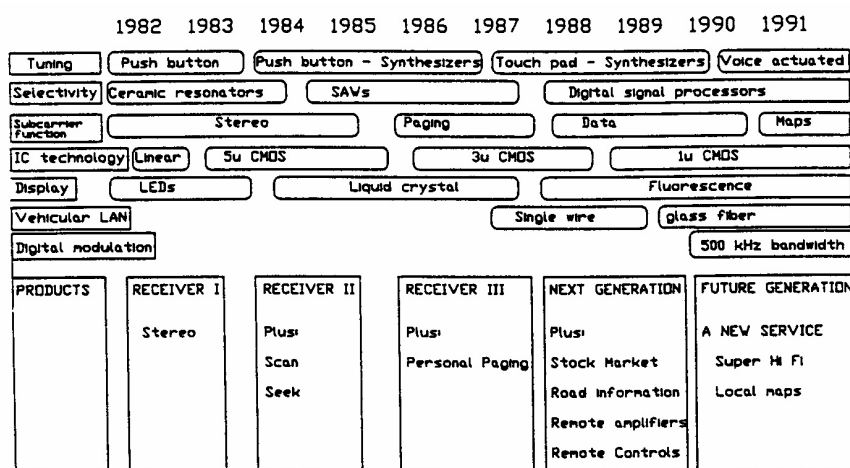 1982 1983 1984 1985 1986 1987 1988 1989 1990 1991
Tuning Push button Push button - Synthesizers Touch pad - Synthesizers Voice actuated
Selectivity Ceramic resonators SAWs Digital signal processors
Subcarrier function Stereo Paging Data Maps
IC technology Linear 5u CMOS 3u CMOS 1u CMOS
Display LEDs Liquid crystal Fluorescence
Vehicular LAN Single wire glass fiber
Digital modulation 500 kHz bandwidth
PRODUCTS RECEIVER I RECEIVER II RECEIVER III NEXT GENERATION FUTURE GENERATION
Stereo Plus: Plus: Plus: A NEW SERVICE
Scan Personal Paging Stock Market Super Hi Fi
Seek Road information Local maps
Remote amplifiers
Remote Controls